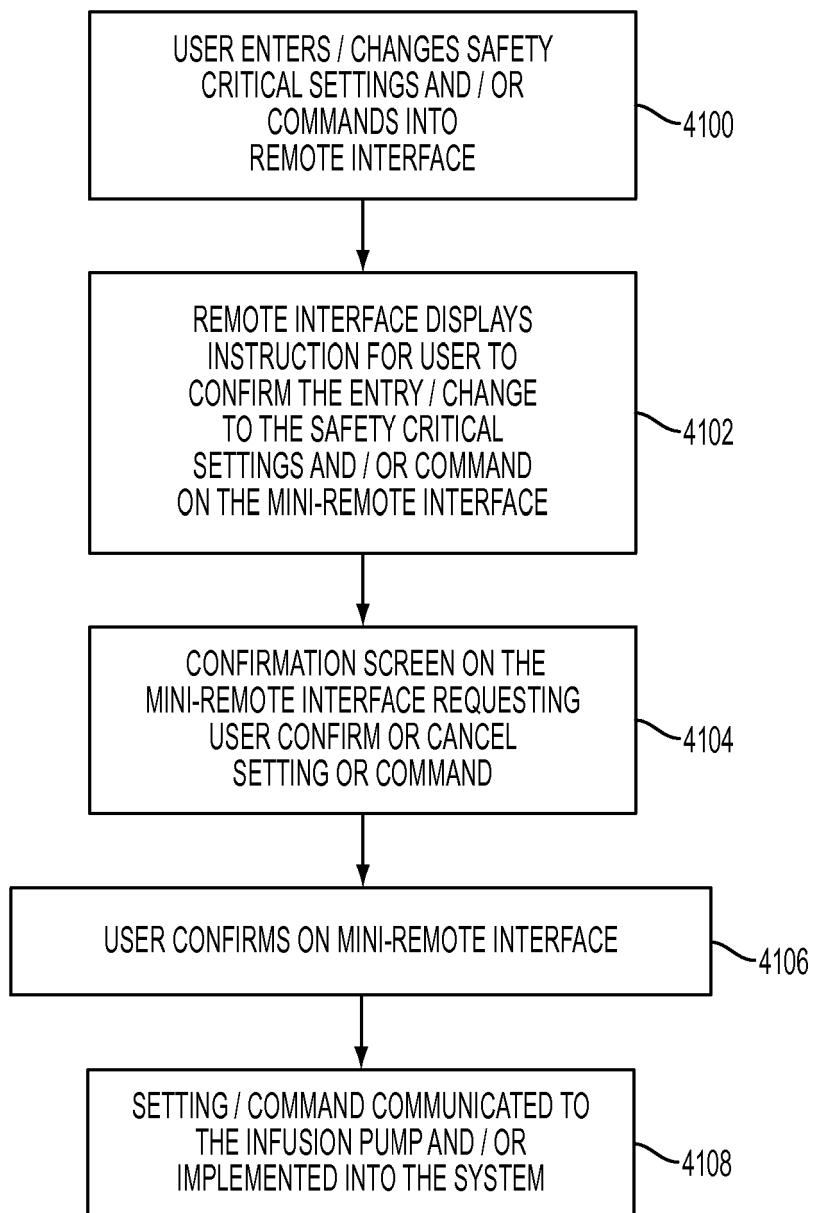 USER ENTERS / CHANGES SAFETY
CRITICAL SETTINGS AND / OR
COMMANDS INTO
REMOTE INTERFACE
4100
REMOTE INTERFACE DISPLAYS
INSTRUCTION FOR USER TO
CONFIRM THE ENTRY / CHANGE
TO THE SAFETY CRITICAL
SETTINGS AND / OR COMMAND
ON THE MINI-REMOTE INTERFACE
4102
CONFIRMATION SCREEN ON THE
MINI-REMOTE INTERFACE REQUESTING
USER CONFIRM OR CANCEL
SETTING OR COMMAND
4104
USER CONFIRMS ON MINI-REMOTE INTERFACE
4106
SETTING / COMMAND COMMUNICATED TO
THE INFUSION PUMP AND / OR
IMPLEMENTED INTO THE SYSTEM
4108